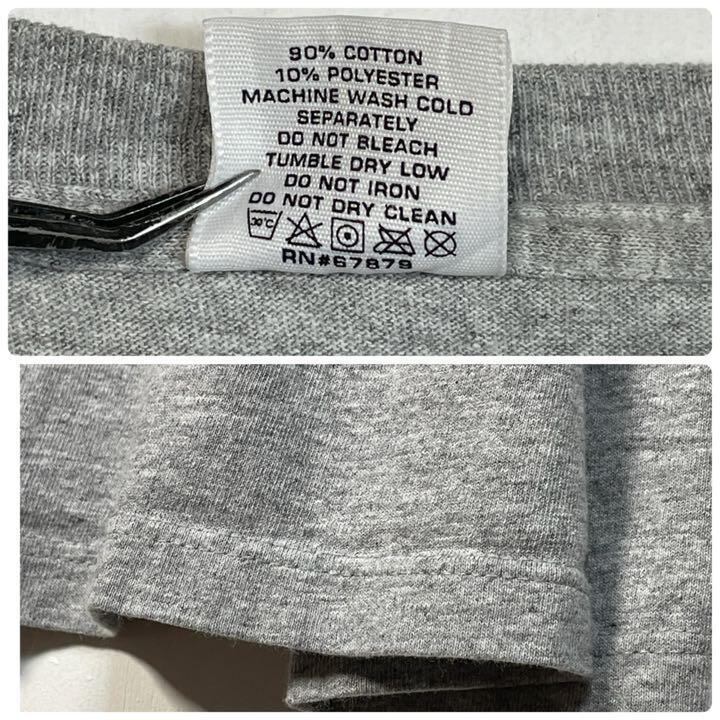 90% COTTON
10% POLYESTER
MACHINE WASH COLD
SEPARATELY
DO NOT BLEACH
TUMBLE DRY LOW
DO NOT IRON
DO NOT DRY CLEAN
30°C
RN#67879